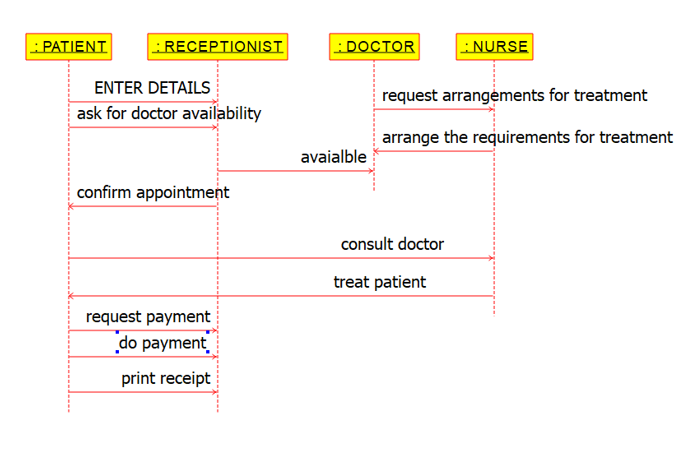 : PATIENT
: RECEPTIONIST
: DOCTOR
: NURSE
ENTER DETAILS
request arrangements for treatment
ask for doctor availability
arrange the requirements for treatment
avaialble
confirm appointment
consult doctor
treat patient
request payment
do payment
print receipt